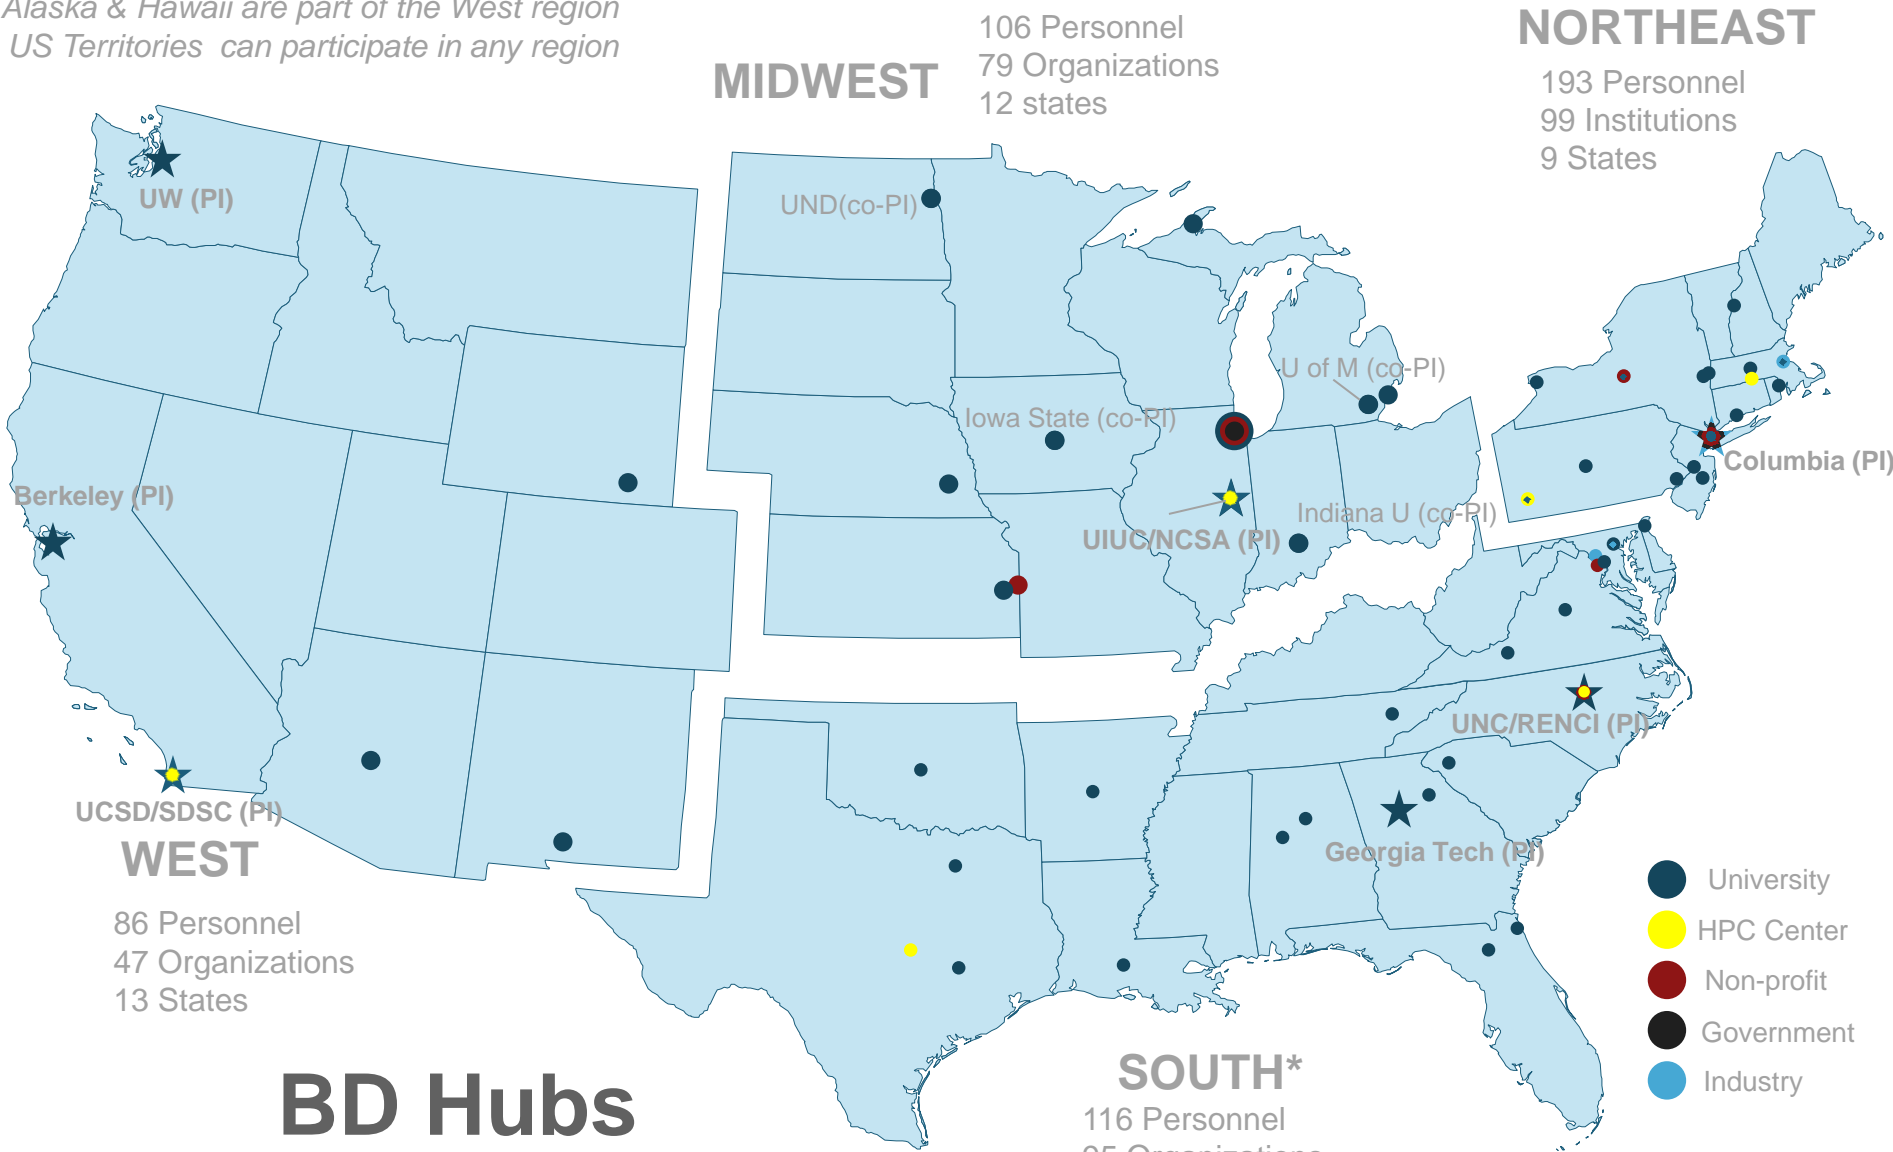 Alaska & Hawaii are part of the West region
US Territories can participate in any region
MIDWEST
106 Personnel
79 Organizations
12 states
NORTHEAST
193 Personnel
99 Institutions
9 States
UW (PI)
UND(co-PI)
U of M (co-PI)
Iowa State (co-PI)
Columbia (PI)
Berkeley (PI)
Indiana U (co-PI)
UIUC/NCSA (PI)
UNC/RENCI (PI)
UCSD/SDSC (PI)
WEST
86 Personnel
47 Organizations
13 States
Georgia Tech (PI)
University
HPC Center
Non-profit
Government
Industry
BD Hubs
SOUTH*
116 Personnel
Organizations